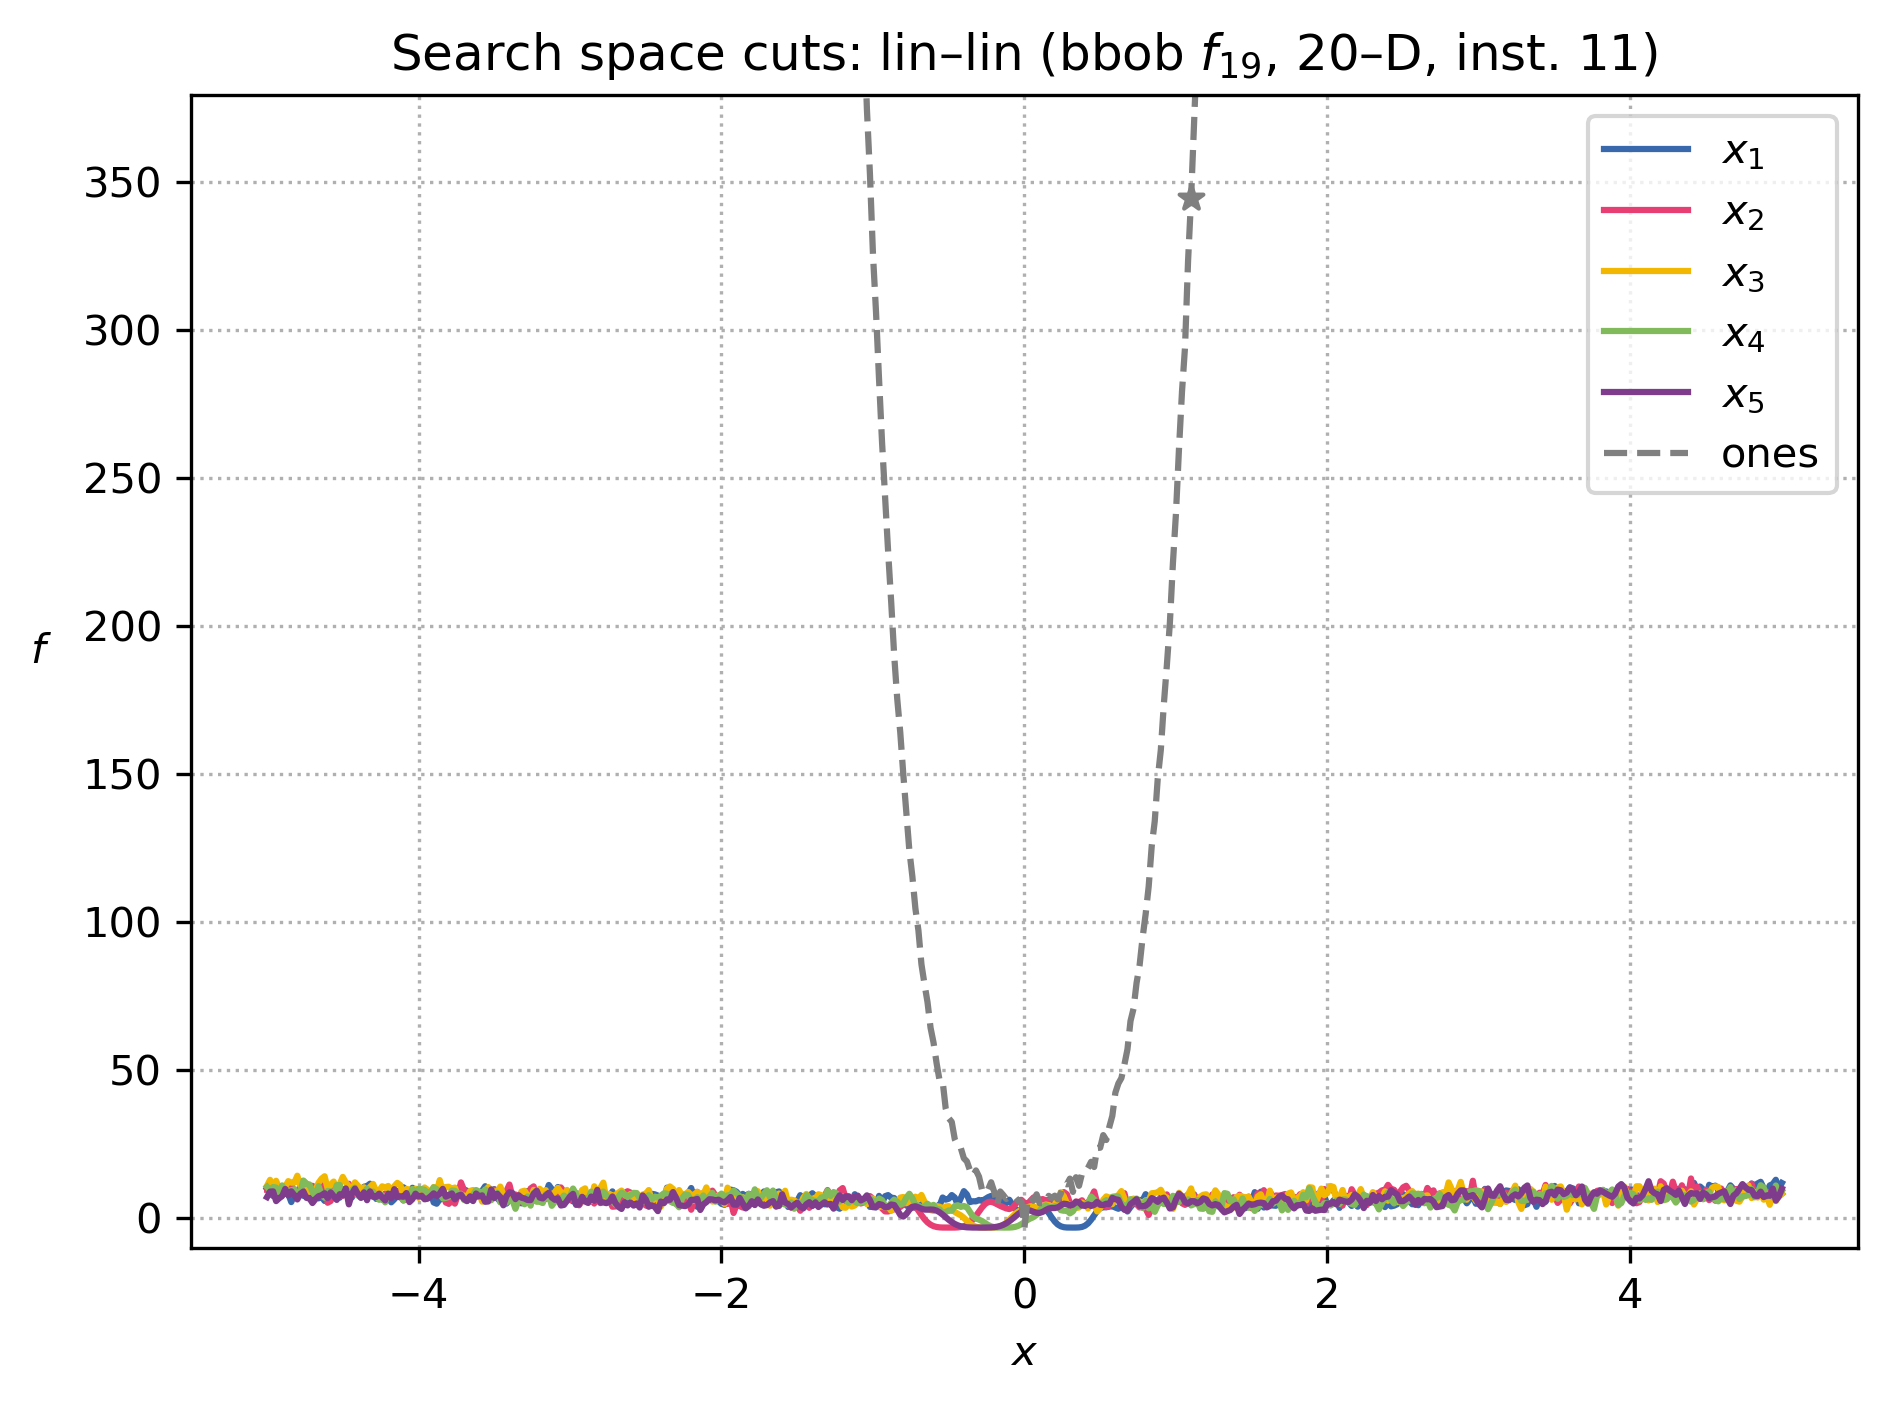 Search space cuts: lin–lin (bbob f₁₉, 20–D, inst. 11)
350
300
250
200
150
100
50
0
f
x₁
x₂
x₃
x₄
x₅
ones
−4 −2 0 2 4
x